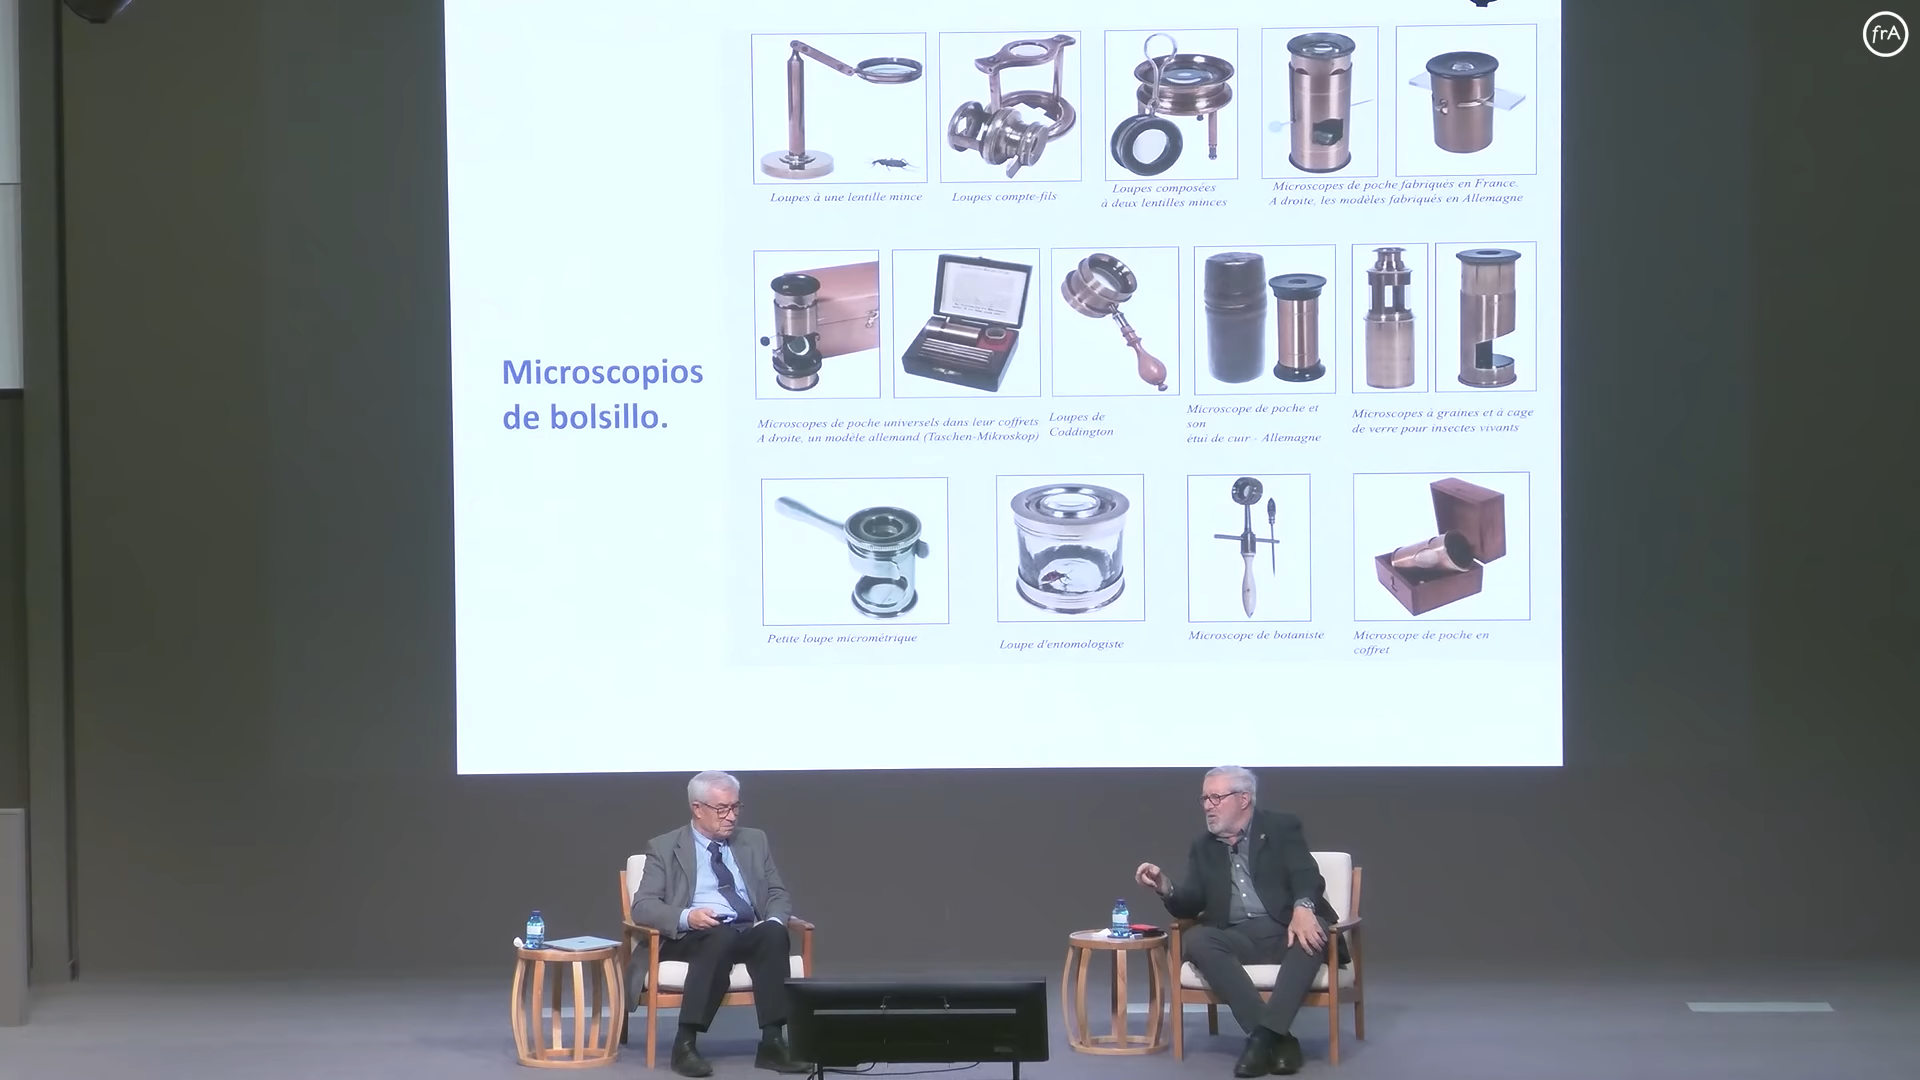 frA
Loupes à une lentille mince
Loupes compte-fils
Loupes composées
à deux lentilles minces
Microscopes de poche fabriqués en France.
A droite, les modèles fabriqués en Allemagne
Microscopios
de bolsillo.
Microscopes de poche universels dans leur coffrets
A droite, un modèle allemand (Taschen-Mikroskop)
Loupes de
Coddington
Microscope de poche et
son
étui de cuir - Allemagne
Microscopes à graines et à cage
de verre pour insectes vivants
Petite loupe micrométrique
Loupe d'entomologiste
Microscope de botaniste
Microscope de poche en
coffret